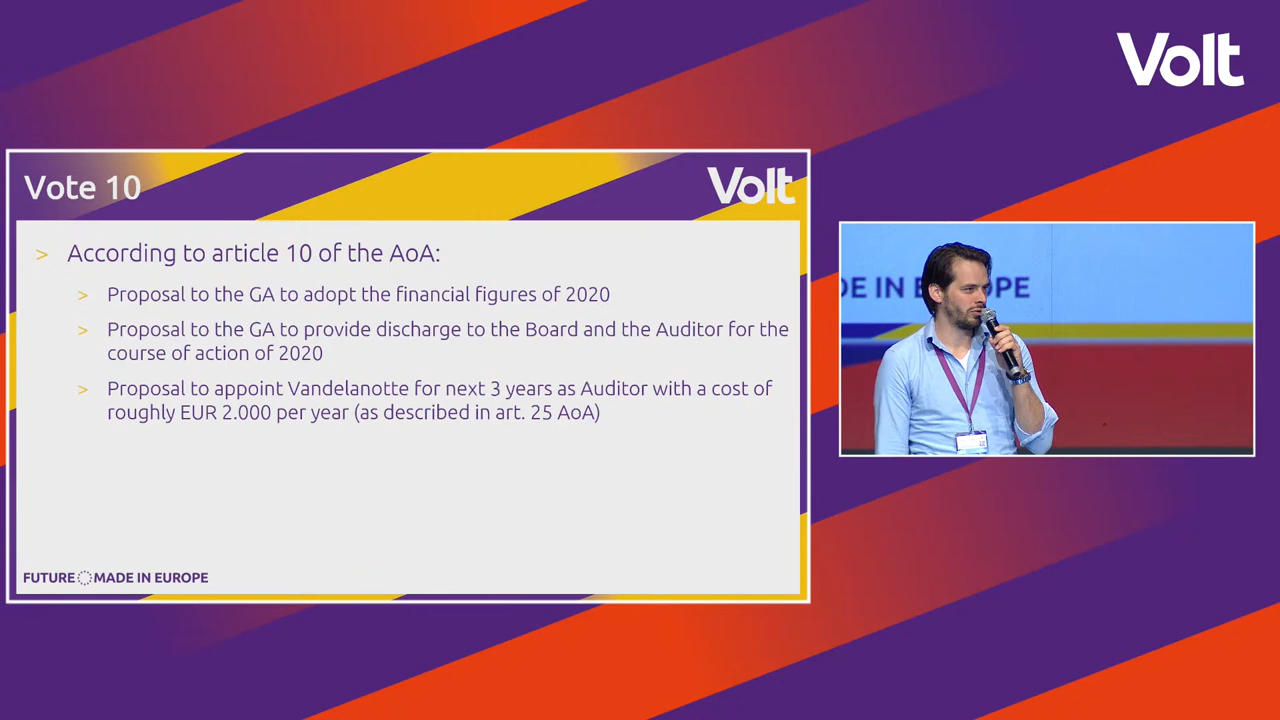 Volt
Vote 10
Volt
> According to article 10 of the AoA:
> Proposal to the GA to adopt the financial figures of 2020
> Proposal to the GA to provide discharge to the Board and the Auditor for the
course of action of 2020
> Proposal to appoint Vandelanotte for next 3 years as Auditor with a cost of
roughly EUR 2.000 per year (as described in art. 25 AoA)
FUTURE MADE IN EUROPE
DE IN E OPE